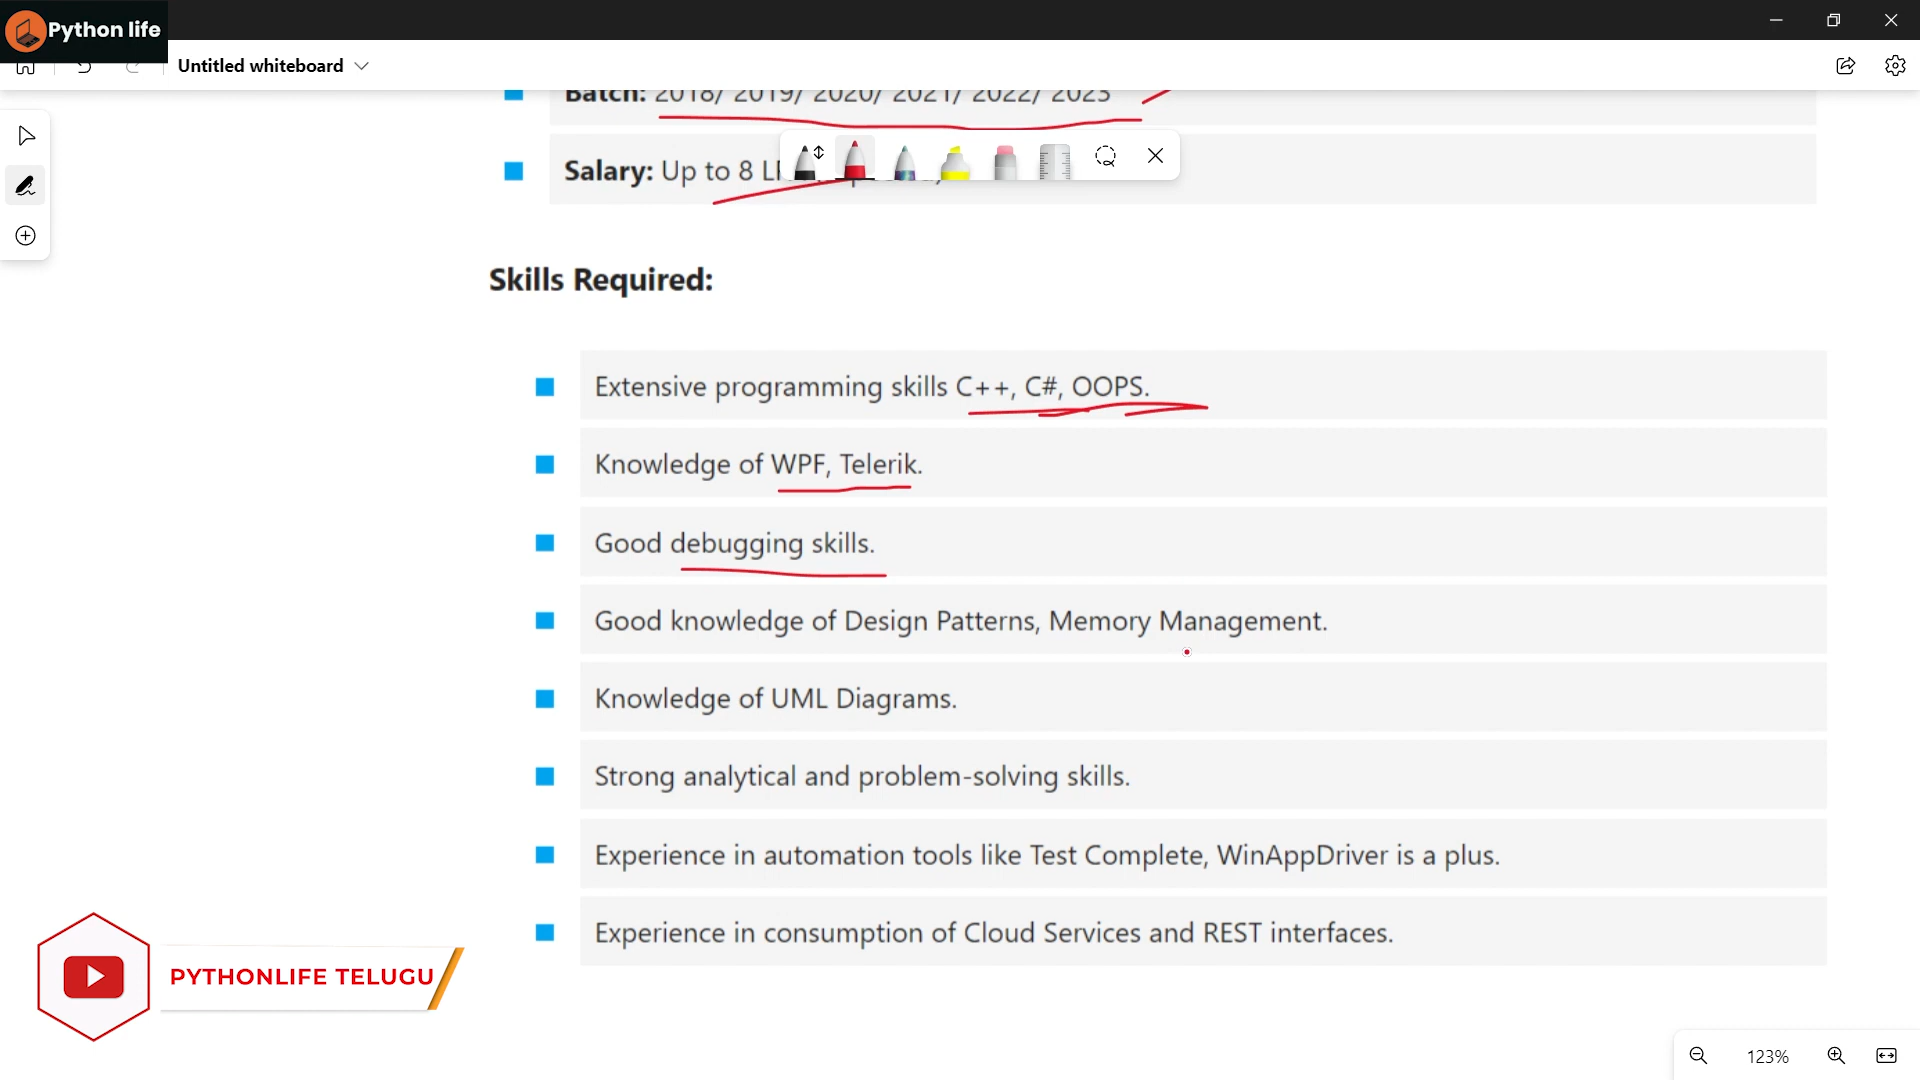 Python life
Untitled whiteboard
Batch: 2018/ 2019/ 2020/ 2021/ 2022/ 2023
Salary: Up to 8
Skills Required:
Extensive programming skills C++, C#, OOPS.
Knowledge of WPF, Telerik.
Good debugging skills.
Good knowledge of Design Patterns, Memory Management.
Knowledge of UML Diagrams.
Strong analytical and problem-solving skills.
Experience in automation tools like Test Complete, WinAppDriver is a plus.
Experience in consumption of Cloud Services and REST interfaces.
PYTHONLIFE TELUGU
123%